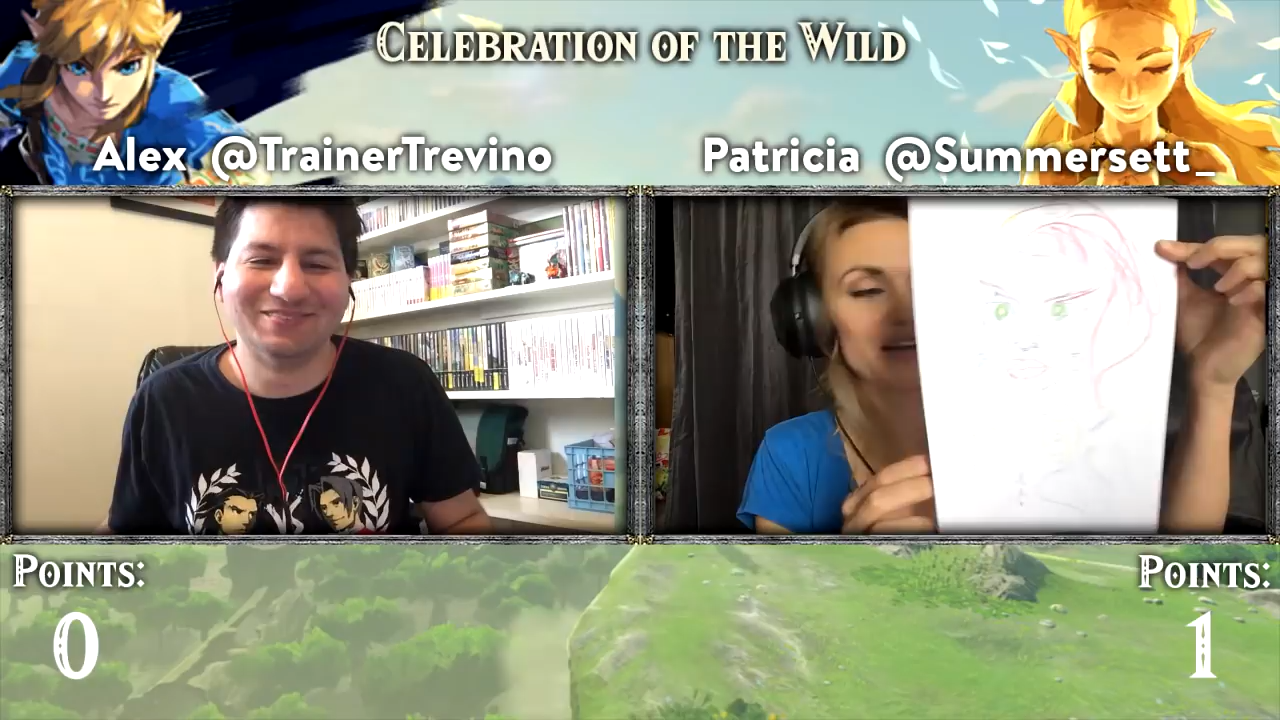 Celebration of the Wild
Alex @TrainerTrevino
Patricia @Summersett_
Points:
0
Points:
1